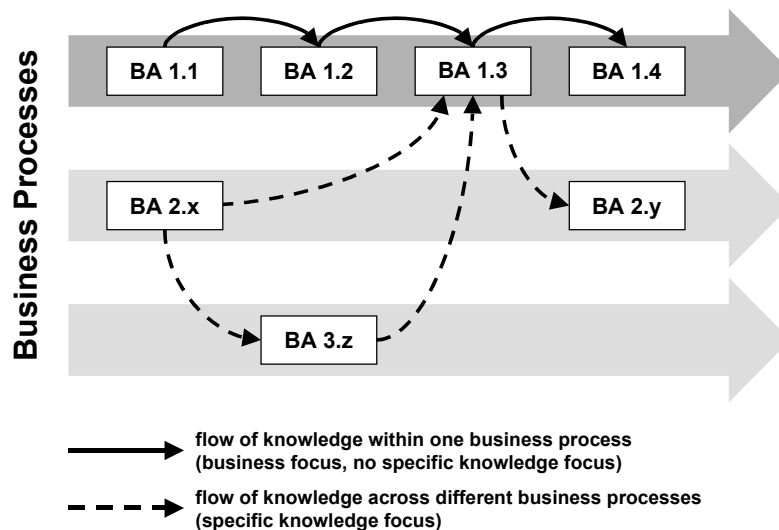 Business Processes
BA 1.1
BA 1.2
BA 1.3
BA 1.4
BA 2.x
BA 2.y
BA 3.z
flow of knowledge within one business process
(business focus, no specific knowledge focus)
flow of knowledge across different business processes
(specific knowledge focus)